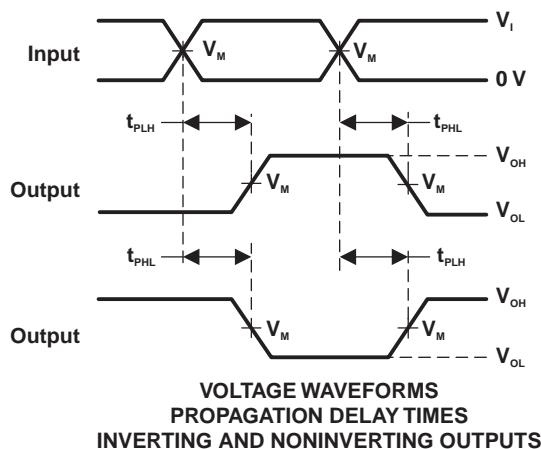 V_I
Input
V_M
V_M
0 V
t_PLH
t_PHL
V_OH
Output
V_M
V_M
V_OL
t_PHL
t_PLH
V_OH
Output
V_M
V_M
V_OL
VOLTAGE WAVEFORMS
PROPAGATION DELAY TIMES
INVERTING AND NONINVERTING OUTPUTS